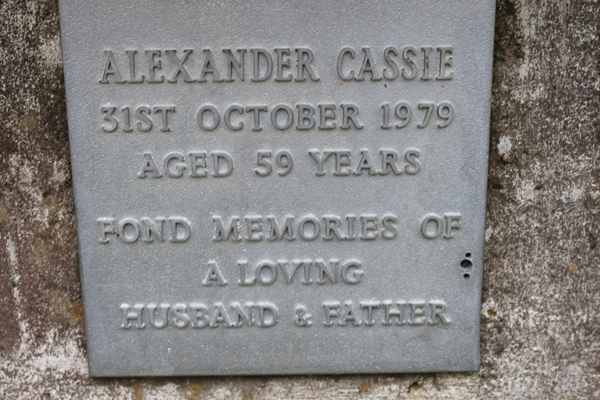 ALEXANDER CASSIE
31ST OCTOBER 1979
AGED 59 YEARS
FOND MEMORIES OF
A LOVING
HUSBAND & FATHER